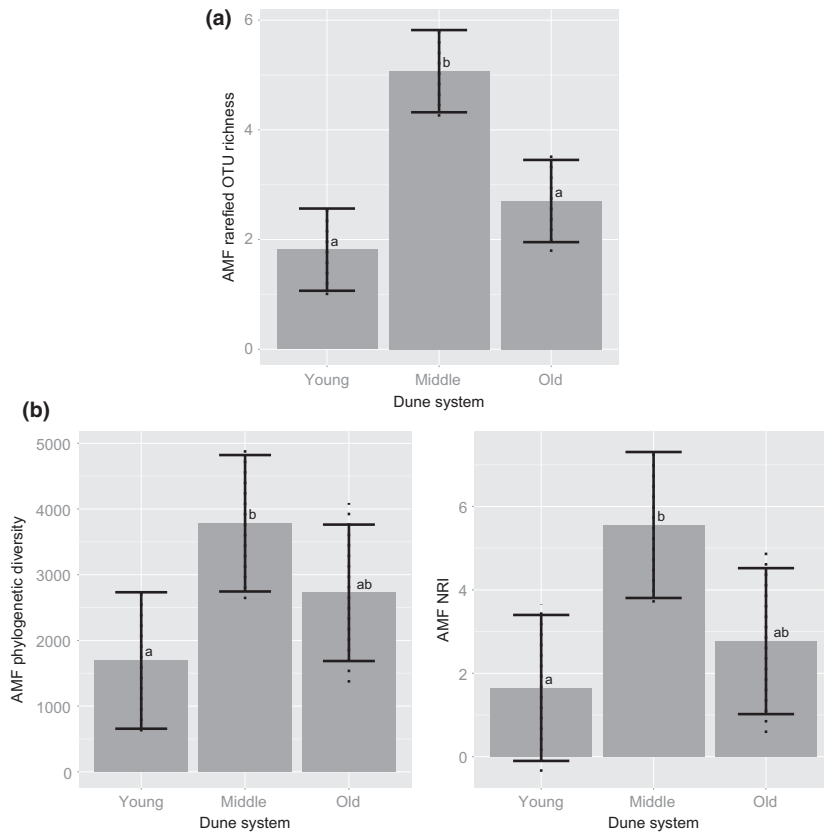 (a)
AMF rarefied OTU richness
6
4
2
0
a
b
a
Young Middle Old
Dune system
(b)
AMF phylogenetic diversity
5000
4000
3000
2000
1000
0
a
b
ab
Young Middle Old
Dune system
AMF NRI
6
4
2
0
a
b
ab
Young Middle Old
Dune system